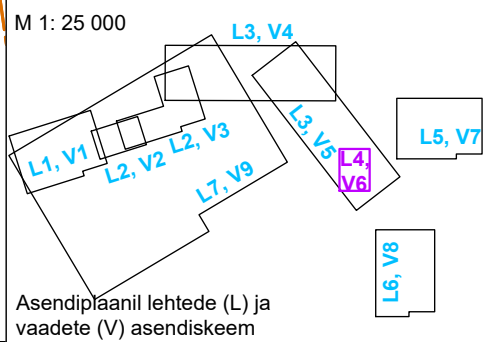 M 1: 25 000
L3, V4
L3, V5
L5, V7
L1, V1
L2, V2
L2, V3
L4,
V6
L7, V9
L6, V8
Asendiplaanil lehtede (L) ja
vaadete (V) asendiskeem